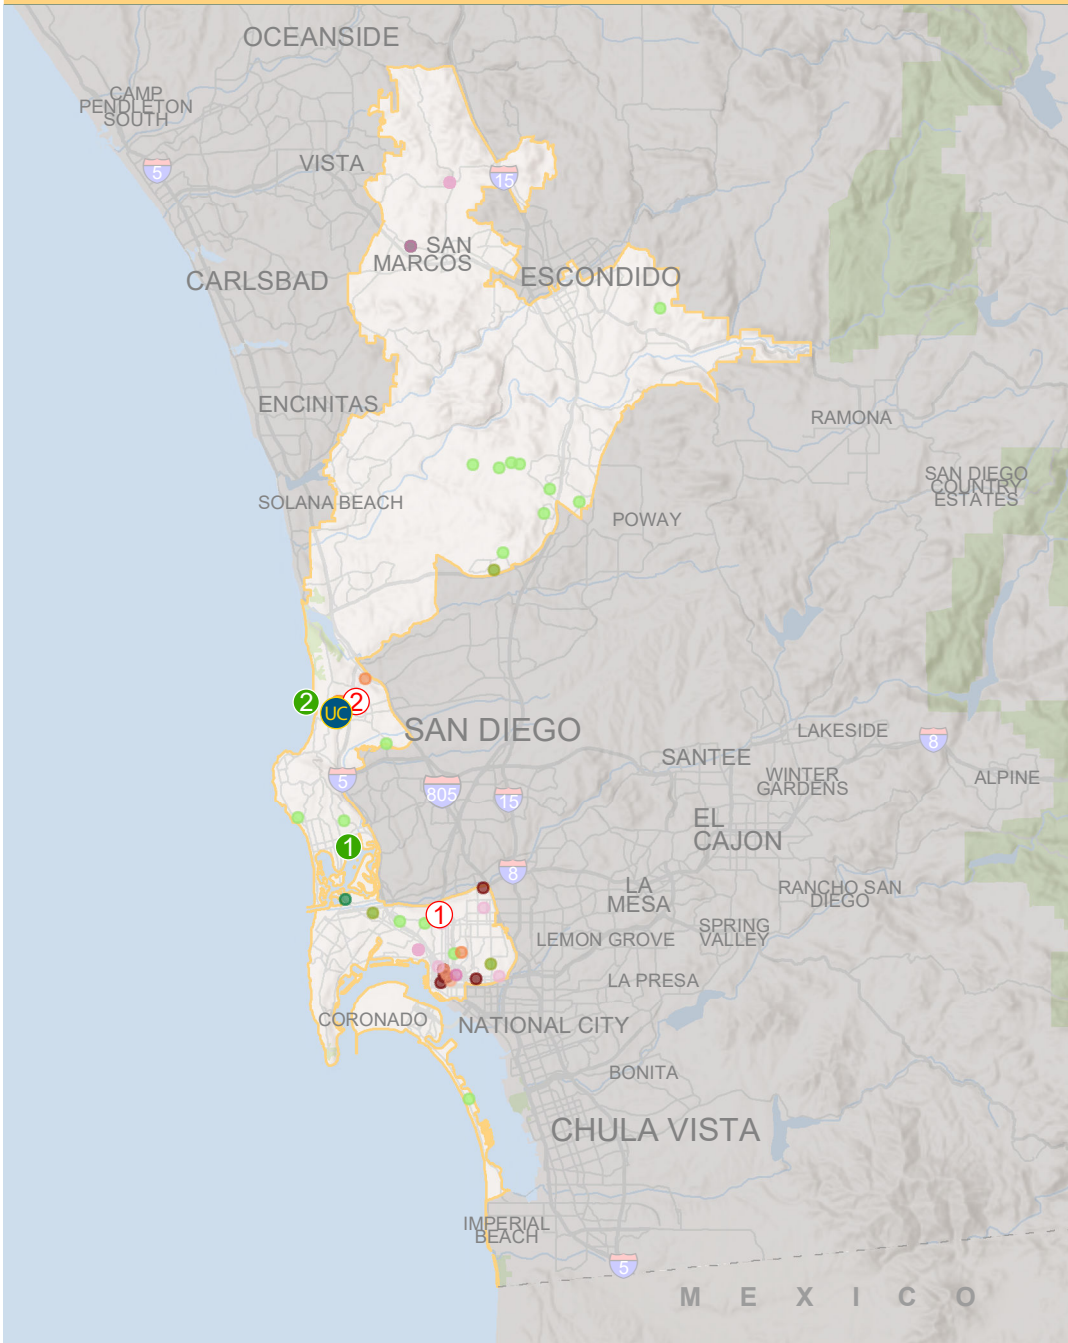 OCEANSIDE
CAMP
PENDLETON
SOUTH
VISTA
5
15
SAN
MARCOS
CARLSBAD
ESCONDIDO
ENCINITAS
RAMONA
SAN DIEGO
COUNTRY
ESTATES
SOLANA BEACH
POWAY
2
2
UC
SAN DIEGO
LAKESIDE
8
SANTEE
WINTER
GARDENS
ALPINE
5
805
15
EL
CAJON
1
8
LA
MESA
RANCHO SAN
DIEGO
1
SPRING
VALLEY
LEMON GROVE
LA PRESA
CORONADO
NATIONAL CITY
BONITA
CHULA VISTA
IMPERIAL
BEACH
5
M E X I C O